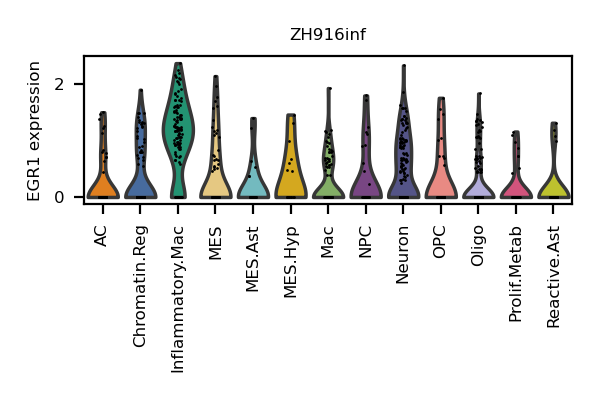 ZH916inf
EGR1 expression
2
0
AC
Chromatin.Reg
Inflammatory.Mac
MES
MES.Ast
MES.Hyp
Mac
NPC
Neuron
OPC
Oligo
Prolif.Metab
Reactive.Ast